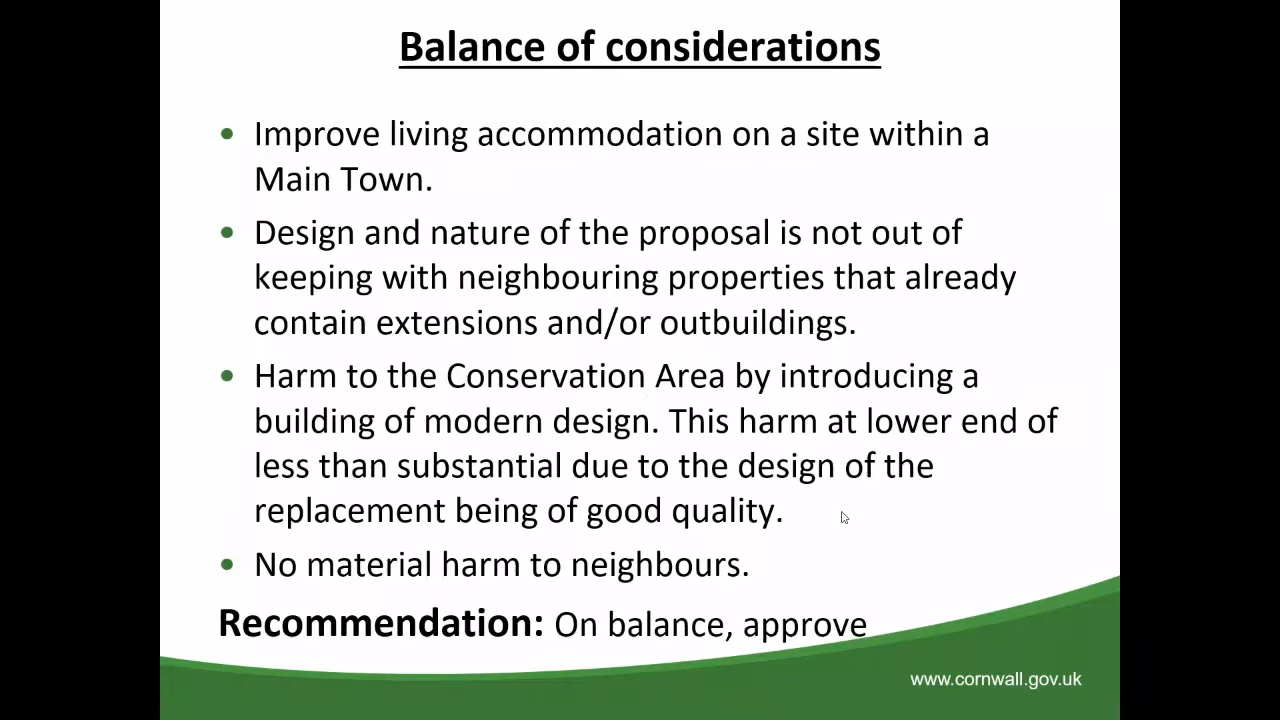 Balance of considerations
• Improve living accommodation on a site within a
Main Town.
• Design and nature of the proposal is not out of
keeping with neighbouring properties that already
contain extensions and/or outbuildings.
• Harm to the Conservation Area by introducing a
building of modern design. This harm at lower end of
less than substantial due to the design of the
replacement being of good quality.
• No material harm to neighbours.
Recommendation: On balance, approve
www.cornwall.gov.uk